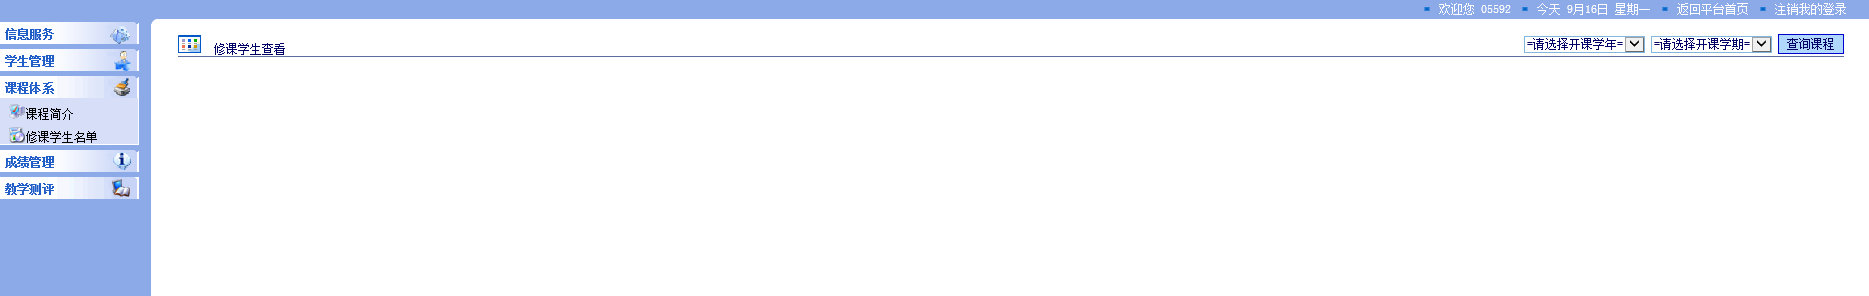 欢迎您 05592 今天 9月16日 星期一 返回平台首页 注销我的登录
信息服务
学生管理
课程体系
课程简介
修课学生名单
成绩管理
教学测评
修课学生查看
=请选择开课学年= =请选择开课学期= 查询课程